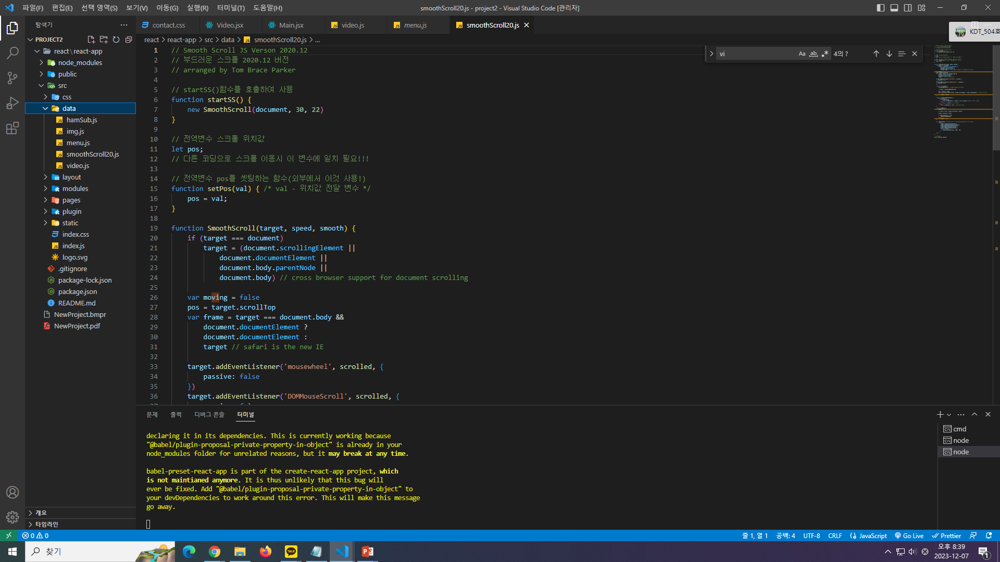 파일(F) 편집(E) 선택 영역(S) 보기(V) 이동(G) 실행(R) 터미널(T) 도움말(H)
smoothScroll20.js - project2 - Visual Studio Code [관리자]
탐색기
PROJECT2
react\react-app
node_modules
public
src
css
data
hamSub.js
img.js
menu.js
smoothScroll20.js
video.js
layout
modules
pages
plugin
static
index.css
index.js
logo.svg
.gitignore
package-lock.json
package.json
README.md
NewProject.bmpr
NewProject.pdf
개요
타임라인
contact.css Video.jsx Main.jsx video.js menu.js smoothScroll20.js
KDT_504호
react > react-app > src > data > smoothScroll20.js > ...
vi Aa ab 4의 ?
1 // Smooth Scroll JS Verson 2020.12
2 // 부드러운 스크롤 2020.12 버전
3 // arranged by Tom Brace Parker
4
5 // startSS()함수를 호출하여 사용
6 function startSS() {
7 new SmoothScroll(document, 30, 22)
8 }
9
10 // 전역변수 스크롤 위치값
11 let pos;
12 // 다른 코딩으로 스크롤 이동시 이 변수에 일치 필요!!!
13
14 // 전역변수 pos를 셋팅하는 함수(외부에서 이것 사용!)
15 function setPos(val) { /* val - 위치값 전달 변수 */
16 pos = val;
17 }
18
19 function SmoothScroll(target, speed, smooth) {
20 if (target === document)
21 target = (document.scrollingElement ||
22 document.documentElement ||
23 document.body.parentNode ||
24 document.body) // cross browser support for document scrolling
25
26 var moving = false
27 pos = target.scrollTop
28 var frame = target === document.body &&
29 document.documentElement ?
30 document.documentElement :
31 target // safari is the new IE
32
33 target.addEventListener('mousewheel', scrolled, {
34 passive: false
35 })
36 target.addEventListener('DOMMouseScroll', scrolled, {
문제 출력 디버그 콘솔 터미널
declaring it in its dependencies. This is currently working because
"@babel/plugin-proposal-private-property-in-object" is already in your
node_modules folder for unrelated reasons, but it may break at any time.
babel-preset-react-app is part of the create-react-app project, which
is not maintianed anymore. It is thus unlikely that this bug will
ever be fixed. Add "@babel/plugin-proposal-private-property-in-object" to
your devDependencies to work around this error. This will make this message
go away.
cmd
node
node
0 0
줄 1, 열 1 공백: 4 UTF-8 CRLF {} JavaScript Go Live Prettier
찾기
TALK
오후 8:39
2023-12-07
1